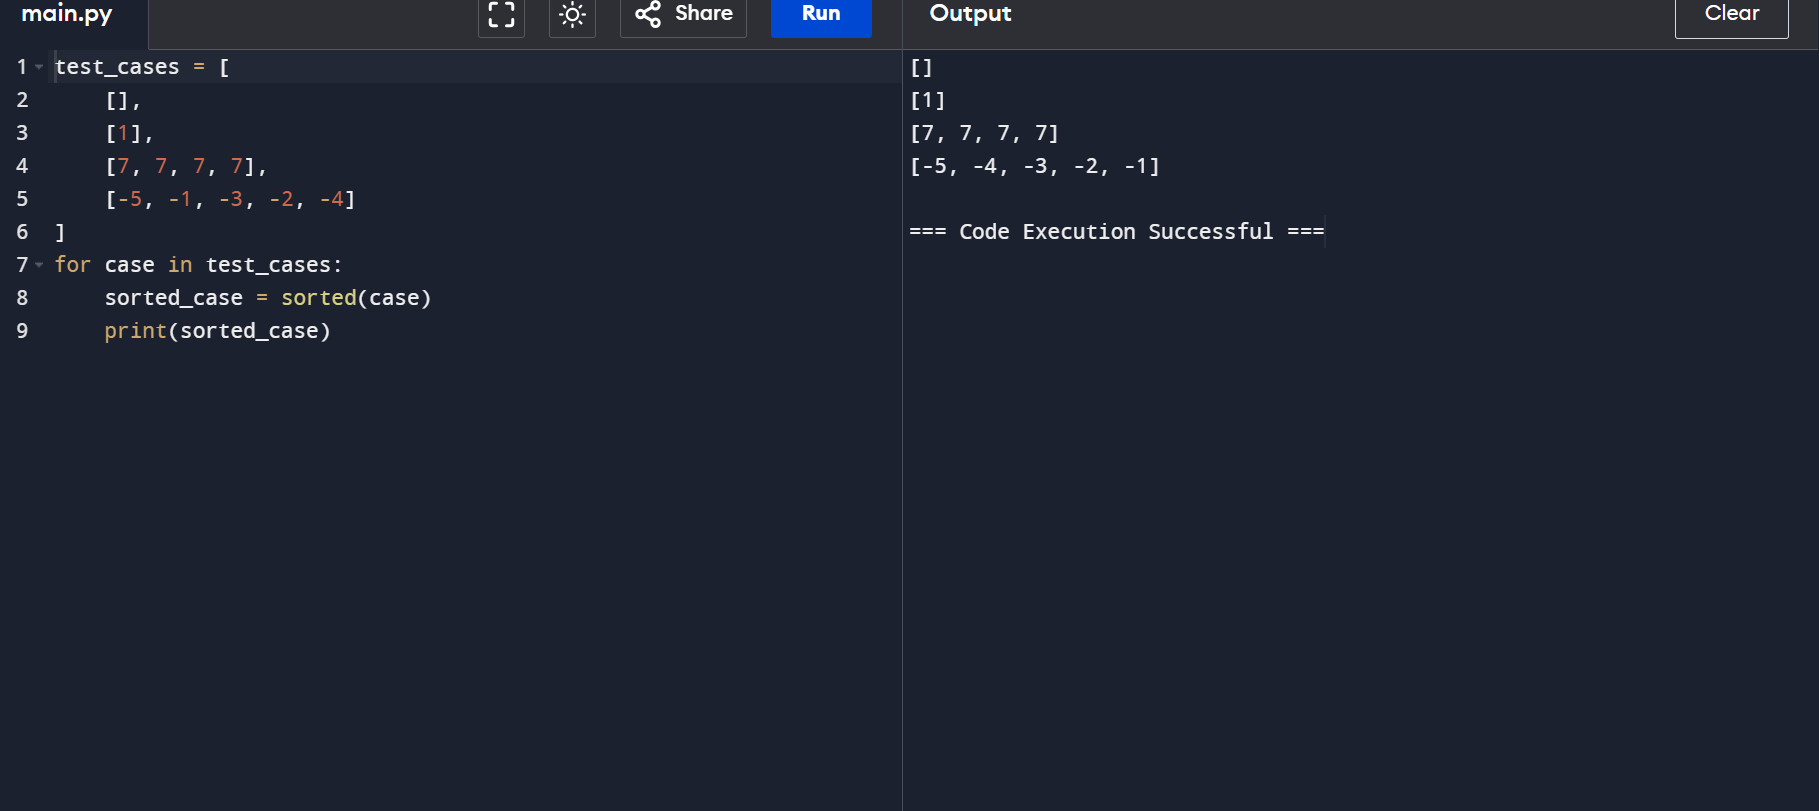 main.py Share Run Output Clear
1 test_cases = [
2     [],
3     [1],
4     [7, 7, 7, 7],
5     [-5, -1, -3, -2, -4]
6 ]
7 for case in test_cases:
8     sorted_case = sorted(case)
9     print(sorted_case)
[]
[1]
[7, 7, 7, 7]
[-5, -4, -3, -2, -1]
=== Code Execution Successful ===